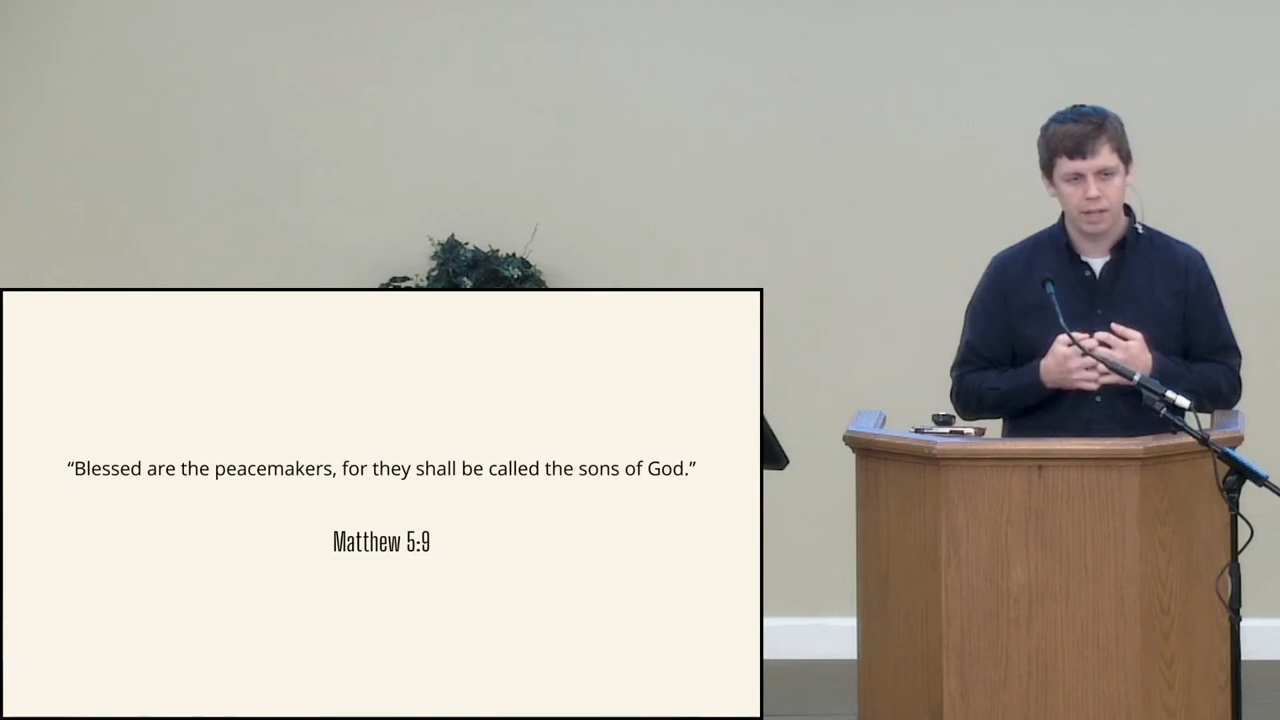 “Blessed are the peacemakers, for they shall be called the sons of God.”
Matthew 5:9